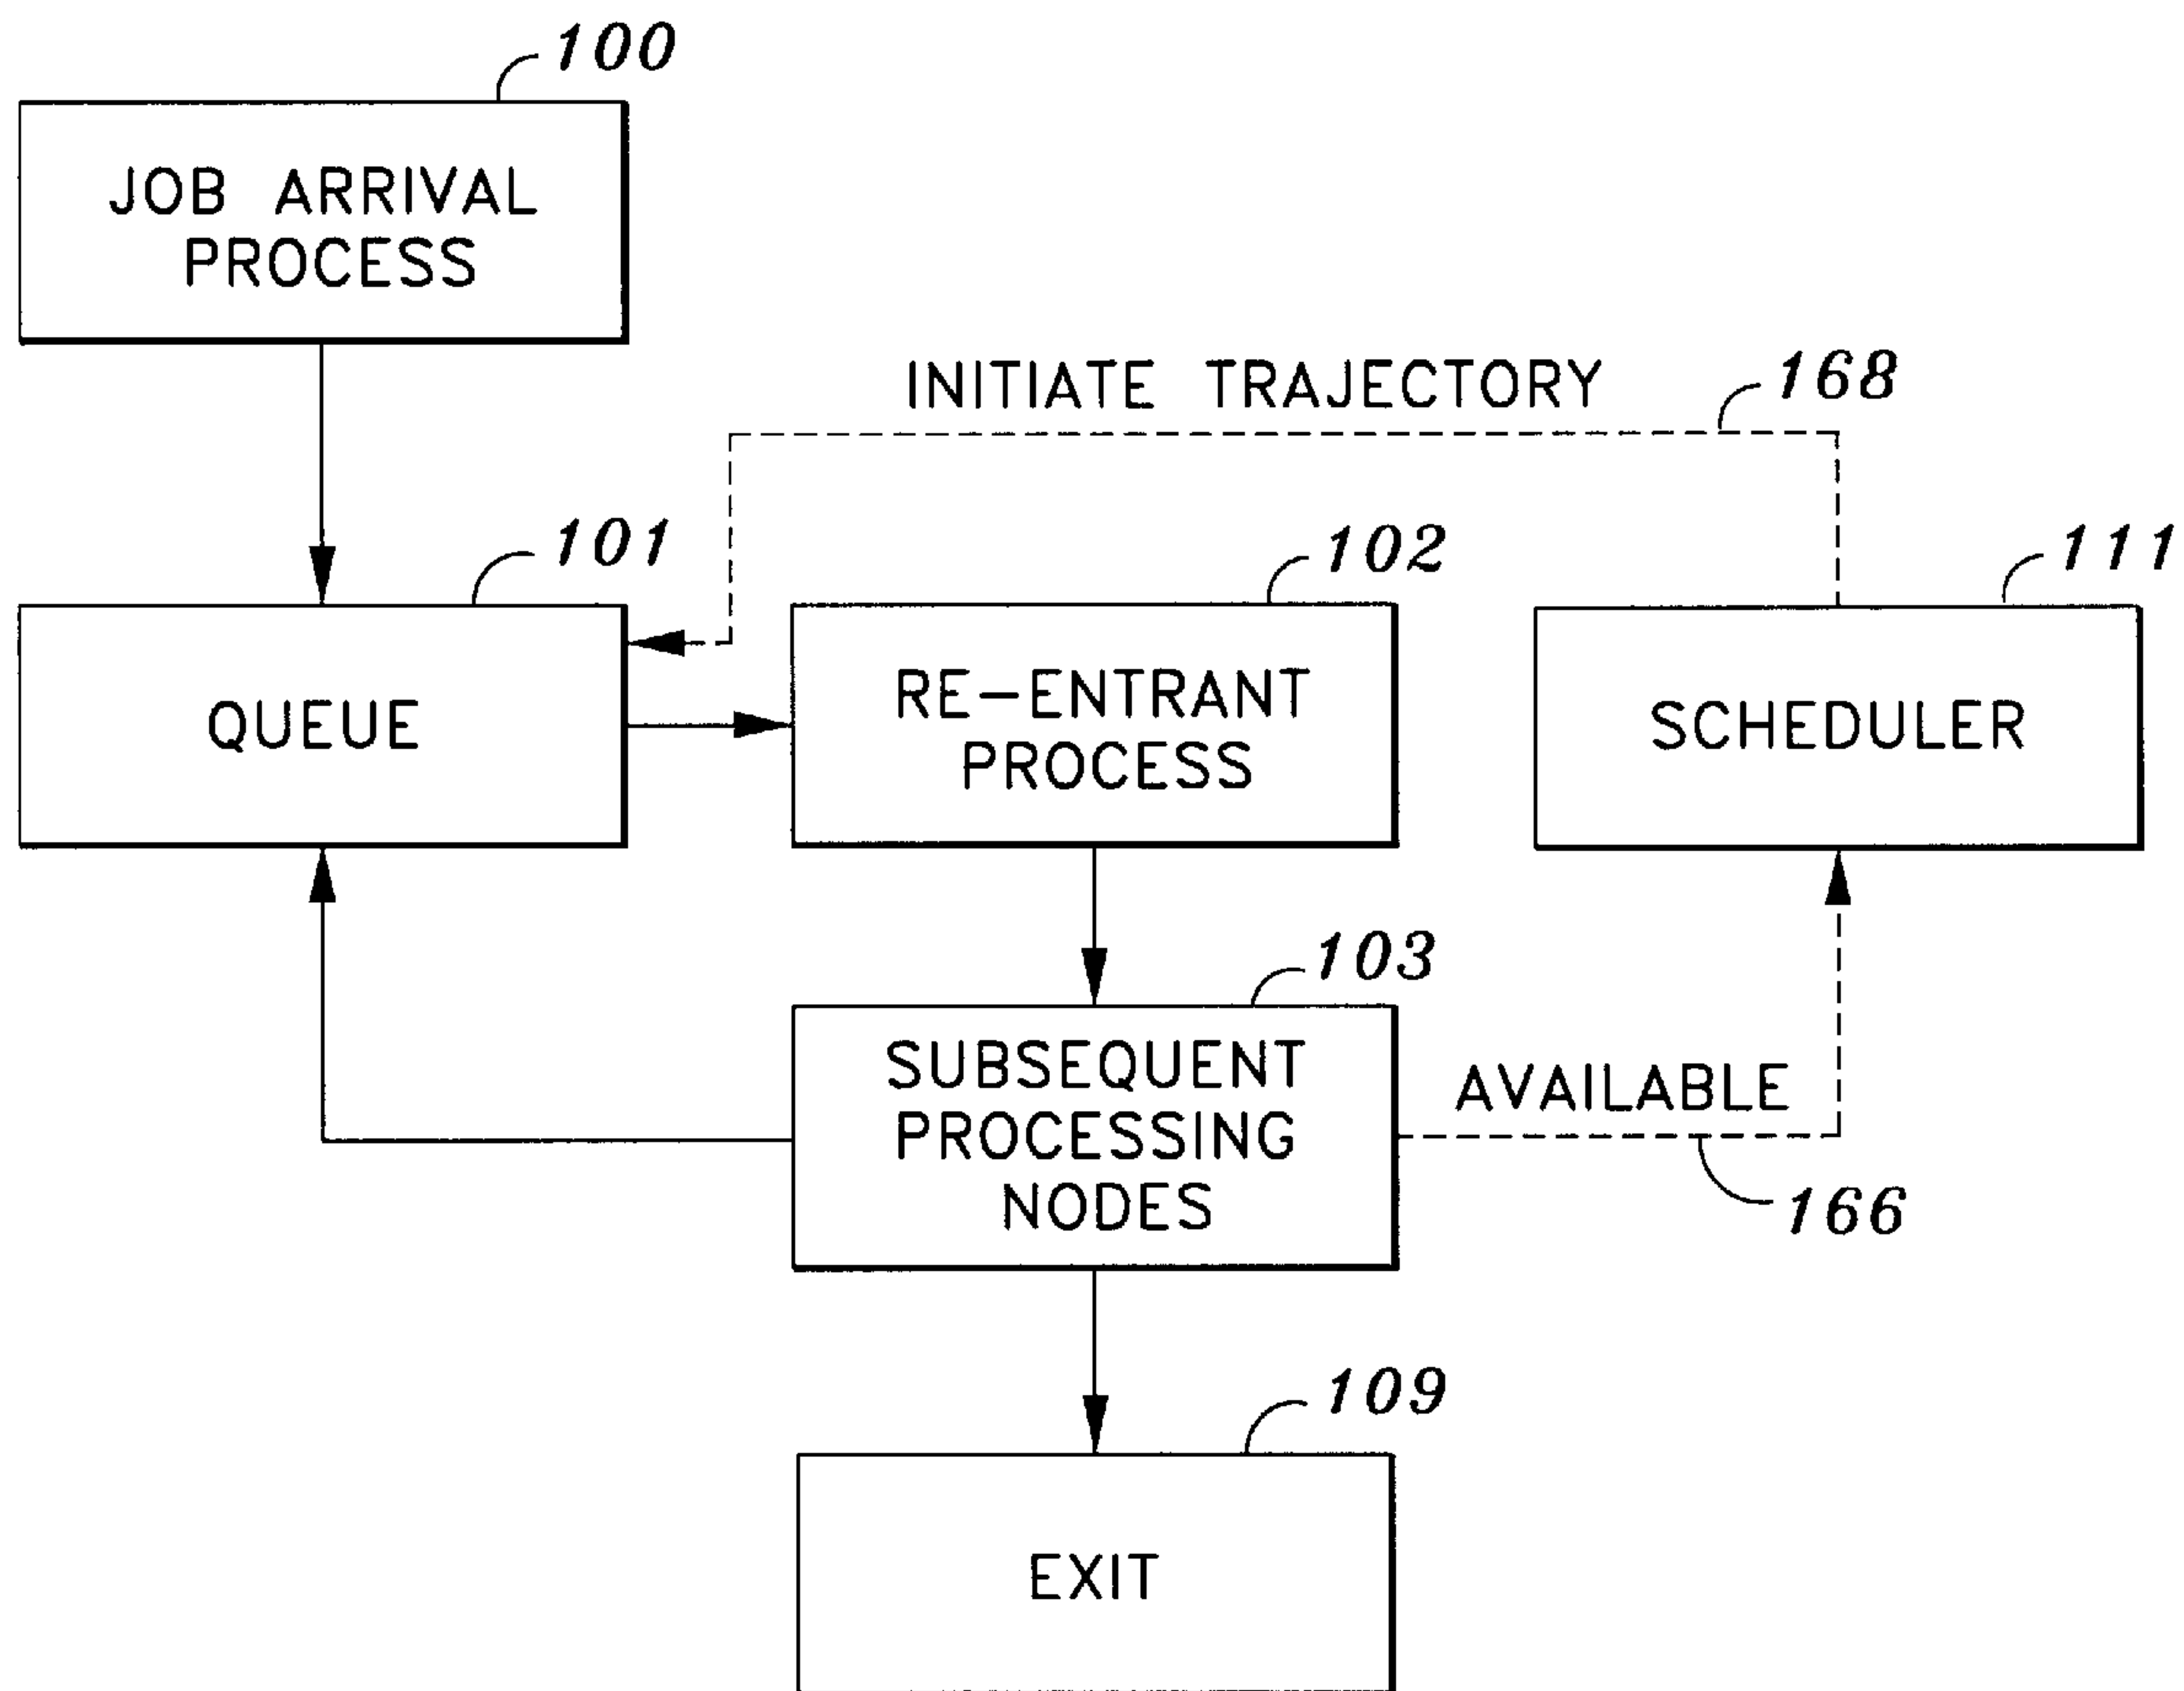 100
JOB ARRIVAL
PROCESS
INITIATE TRAJECTORY
168
101
102
111
QUEUE
RE-ENTRANT
PROCESS
SCHEDULER
103
SUBSEQUENT
PROCESSING
NODES
AVAILABLE
166
109
EXIT